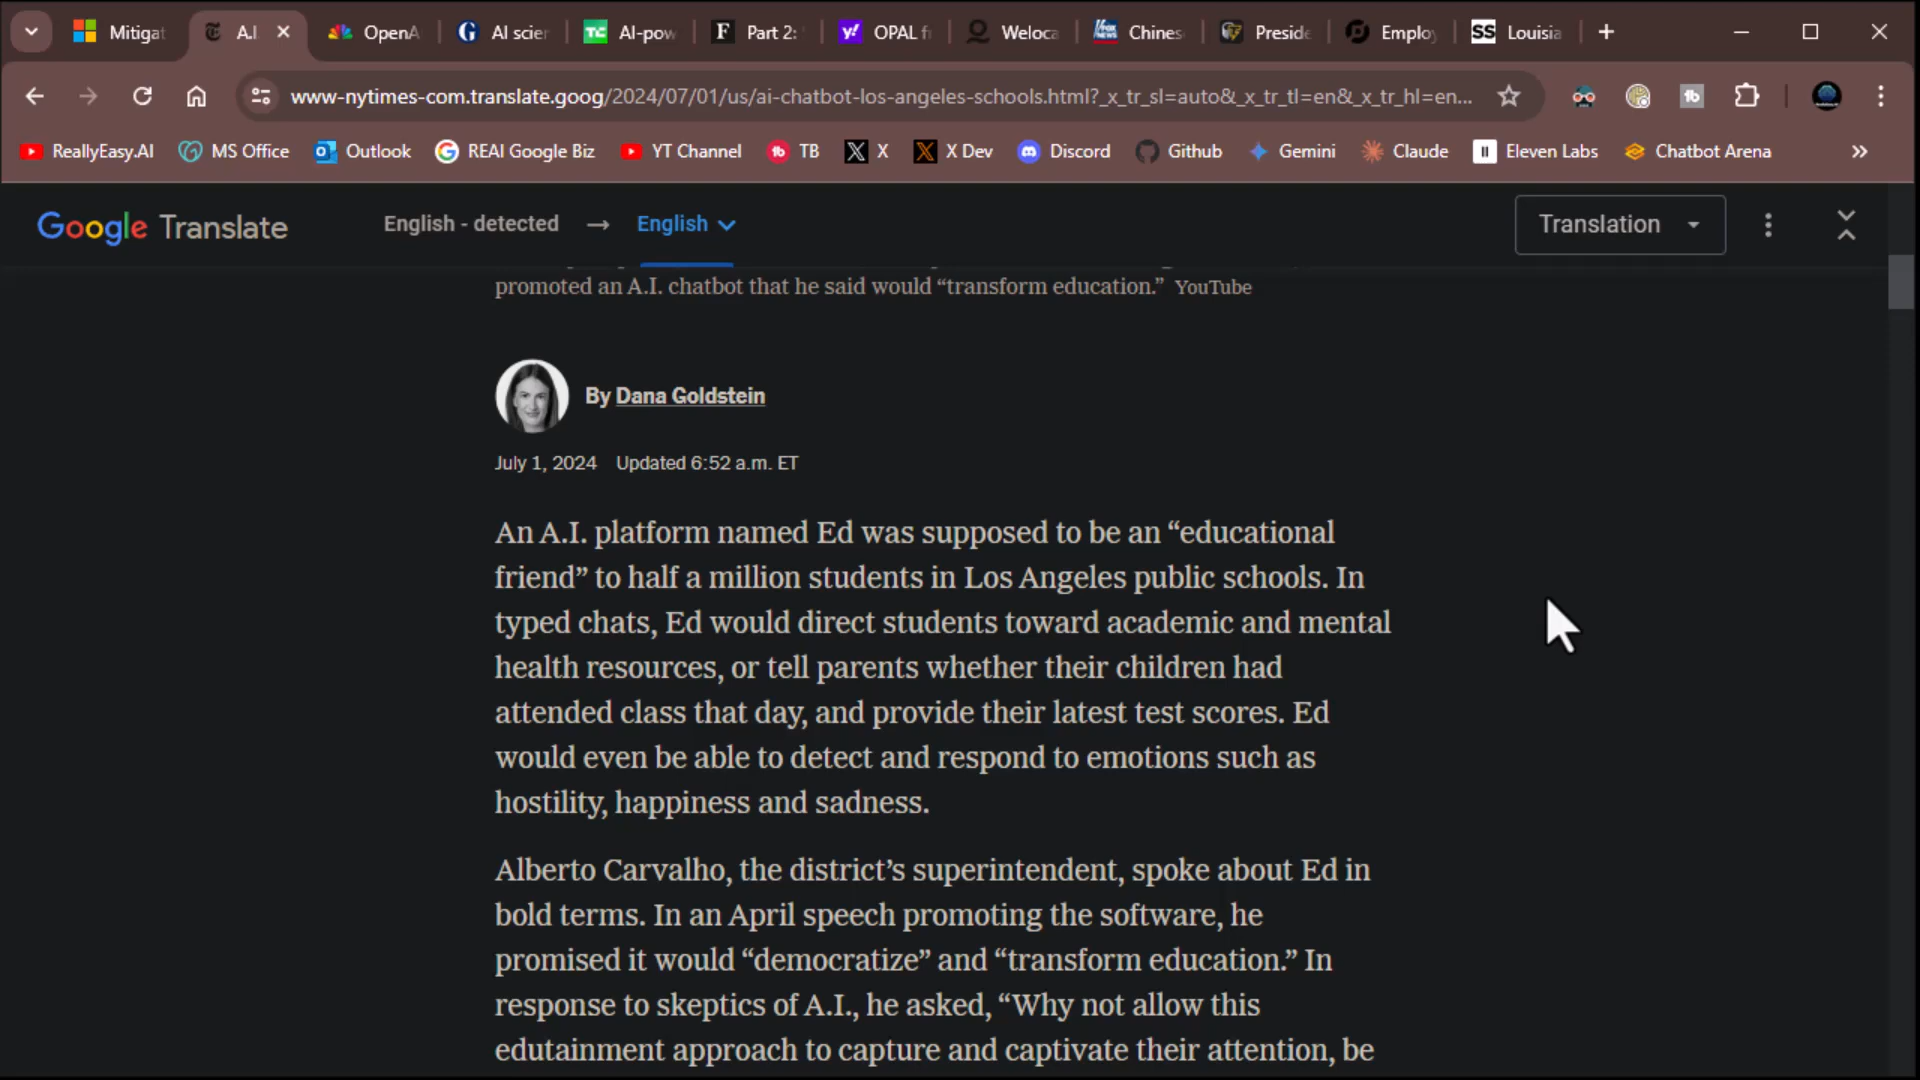 Mitigat
A.I
OpenA
AI scien
AI-pow
Part 2:
OPAL f
Weloca
Chines
Preside
Employ
Louisia
www-nytimes-com.translate.goog/2024/07/01/us/ai-chatbot-los-angeles-schools.html?_x_tr_sl=auto&_x_tr_tl=en&_x_tr_hl=en...
ReallyEasy.AI
MS Office
Outlook
REAI Google Biz
YT Channel
TB
X
X Dev
Discord
Github
Gemini
Claude
Eleven Labs
Chatbot Arena
Google Translate
English - detected → English
Translation
promoted an A.I. chatbot that he said would “transform education.” YouTube
By Dana Goldstein
July 1, 2024 Updated 6:52 a.m. ET
An A.I. platform named Ed was supposed to be an “educational
friend” to half a million students in Los Angeles public schools. In
typed chats, Ed would direct students toward academic and mental
health resources, or tell parents whether their children had
attended class that day, and provide their latest test scores. Ed
would even be able to detect and respond to emotions such as
hostility, happiness and sadness.
Alberto Carvalho, the district’s superintendent, spoke about Ed in
bold terms. In an April speech promoting the software, he
promised it would “democratize” and “transform education.” In
response to skeptics of A.I., he asked, “Why not allow this
edutainment approach to capture and captivate their attention, be